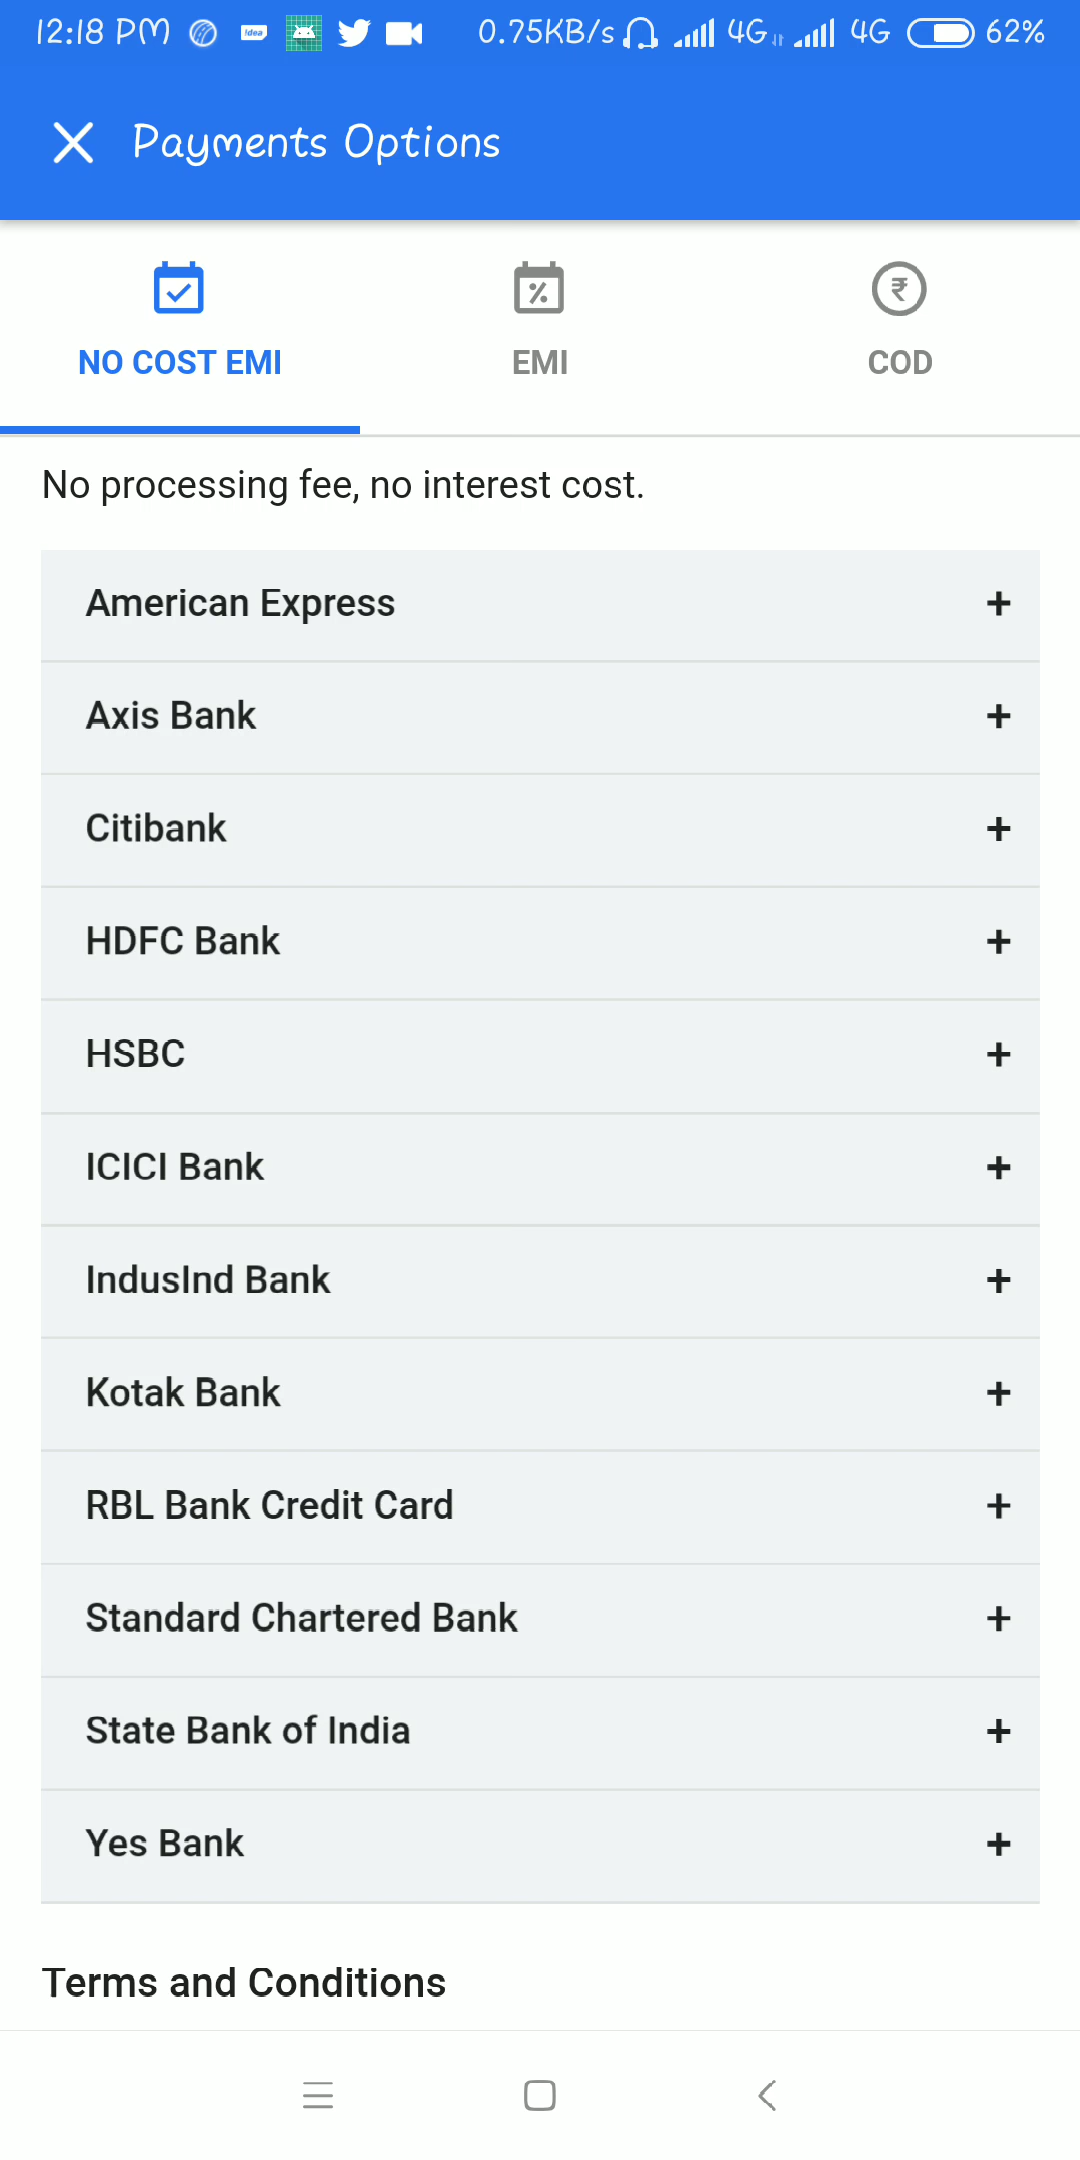 12:18 PM idea 0.75KB/s 4G 4G 62%
Payments Options
NO COST EMI EMI COD
No processing fee, no interest cost.
American Express +
Axis Bank +
Citibank +
HDFC Bank +
HSBC +
ICICI Bank +
IndusInd Bank +
Kotak Bank +
RBL Bank Credit Card +
Standard Chartered Bank +
State Bank of India +
Yes Bank +
Terms and Conditions